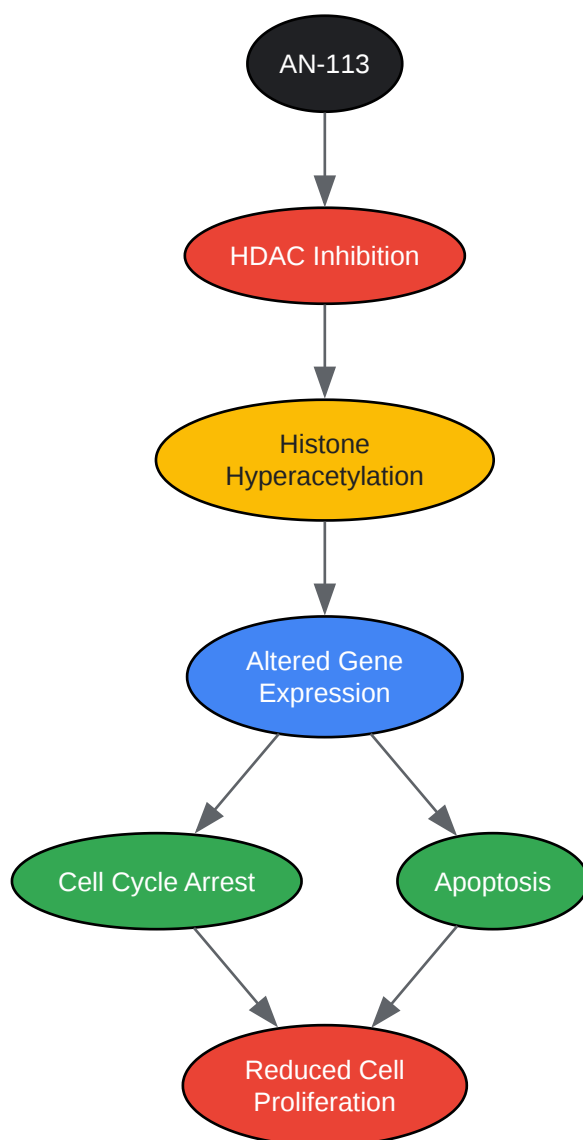 AN-113
HDAC Inhibition
Histone
Hyperacetylation
Altered Gene
Expression
Cell Cycle Arrest
Apoptosis
Reduced Cell
Proliferation